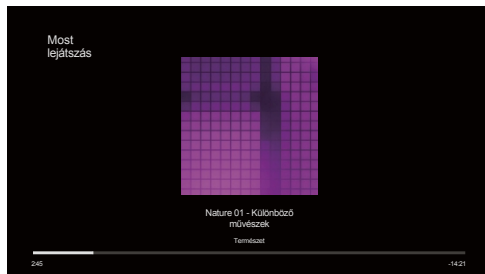 Most
lejátszás
Nature 01 - Különböző
művészek
Természet
2:45
-14:21